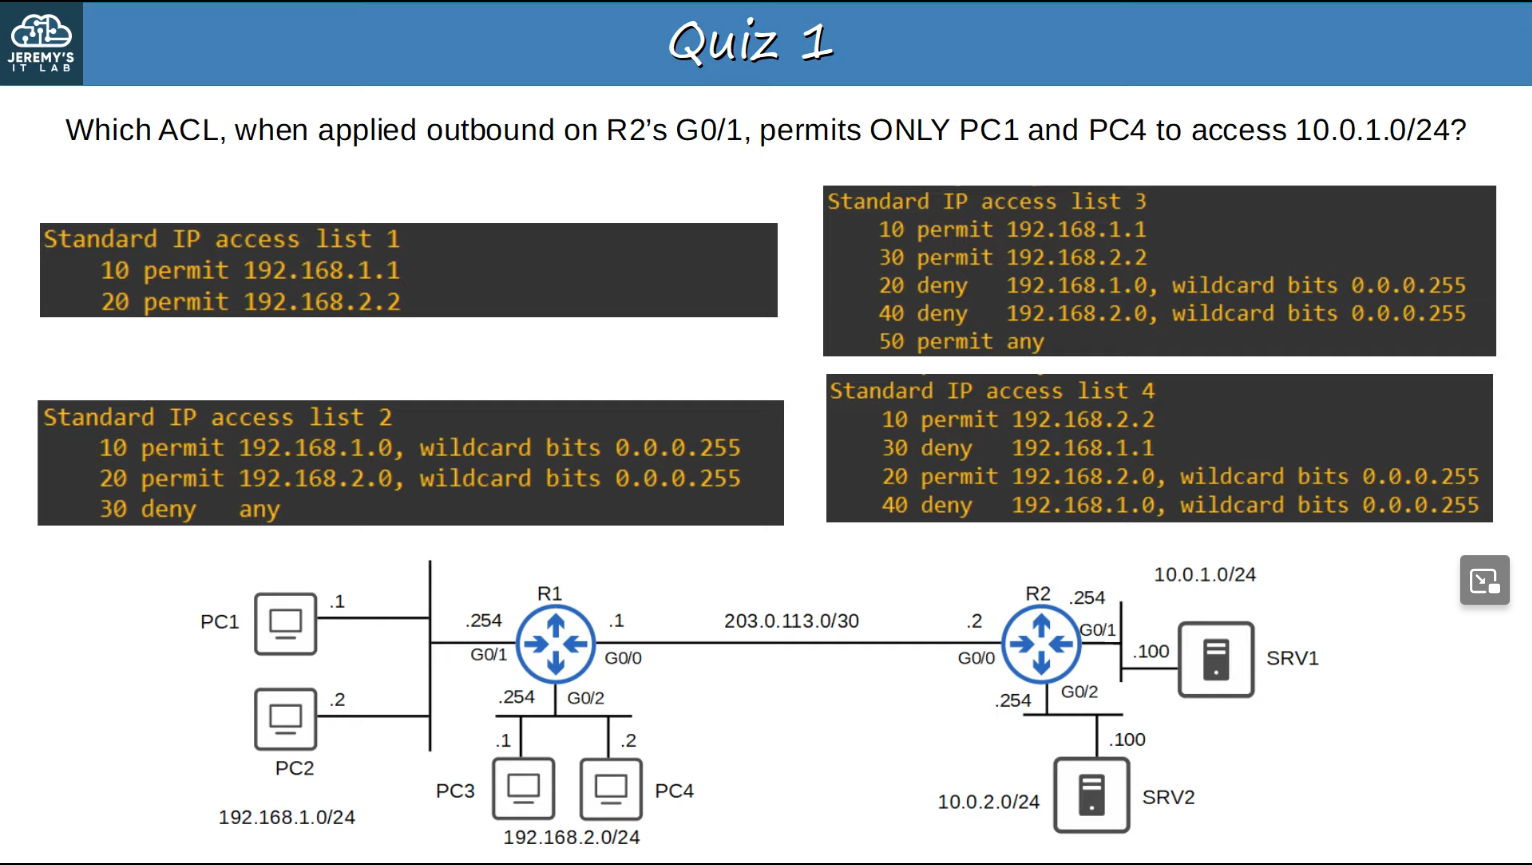 JEREMY'S
IT LAB
Quiz 1
Which ACL, when applied outbound on R2's G0/1, permits ONLY PC1 and PC4 to access 10.0.1.0/24?
Standard IP access list 1
10 permit 192.168.1.1
20 permit 192.168.2.2
Standard IP access list 2
10 permit 192.168.1.0, wildcard bits 0.0.0.255
20 permit 192.168.2.0, wildcard bits 0.0.0.255
30 deny any
Standard IP access list 3
10 permit 192.168.1.1
30 permit 192.168.2.2
20 deny 192.168.1.0, wildcard bits 0.0.0.255
40 deny 192.168.2.0, wildcard bits 0.0.0.255
50 permit any
Standard IP access list 4
10 permit 192.168.2.2
30 deny 192.168.1.1
20 permit 192.168.2.0, wildcard bits 0.0.0.255
40 deny 192.168.1.0, wildcard bits 0.0.0.255
PC1
.1
PC2
.2
192.168.1.0/24
.254
G0/1
R1
.1
G0/0
.254
G0/2
.1
.2
PC3
PC4
192.168.2.0/24
203.0.113.0/30
.2
G0/0
R2
.254
G0/1
10.0.1.0/24
.100
SRV1
.254
G0/2
.100
10.0.2.0/24
SRV2